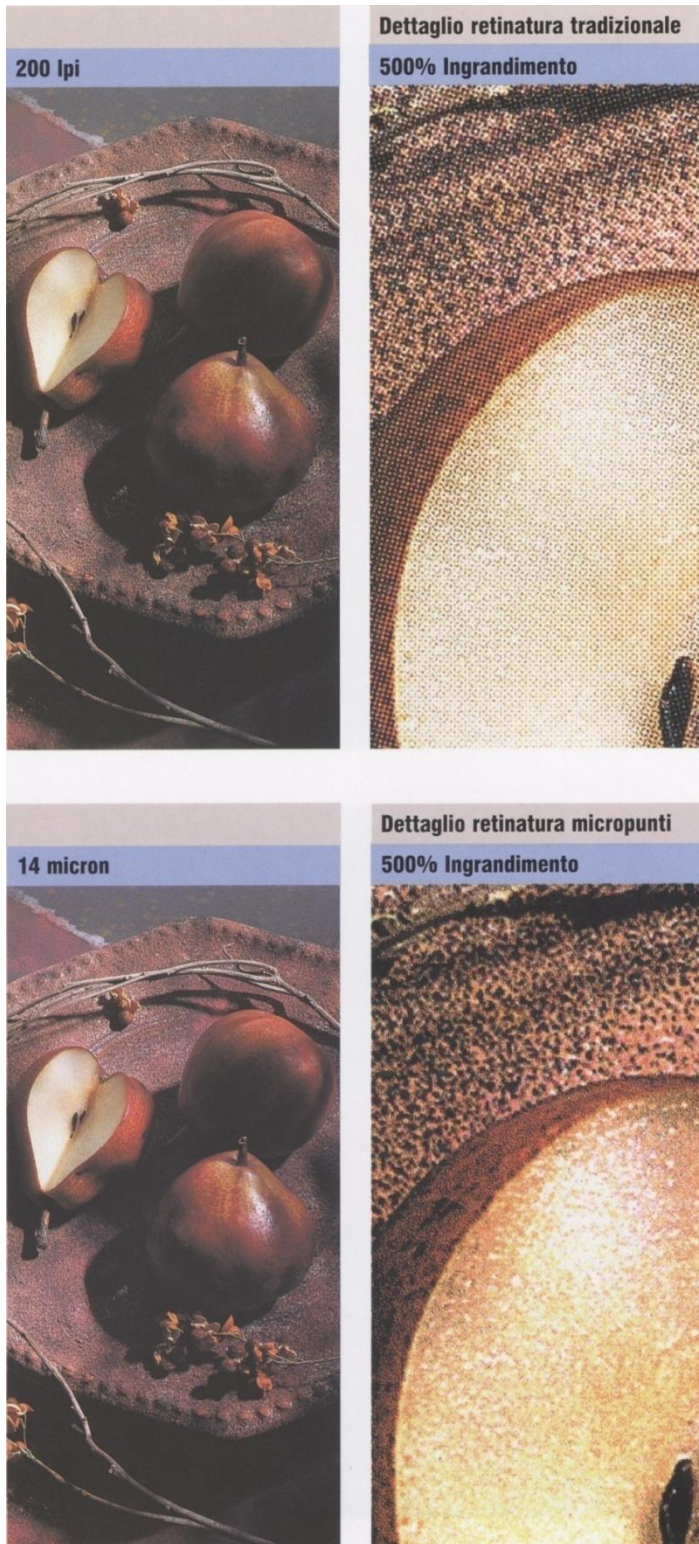 Dettaglio retinatura tradizionale
200 lpi
500% Ingrandimento
Dettaglio retinatura micropunti
14 micron
500% Ingrandimento